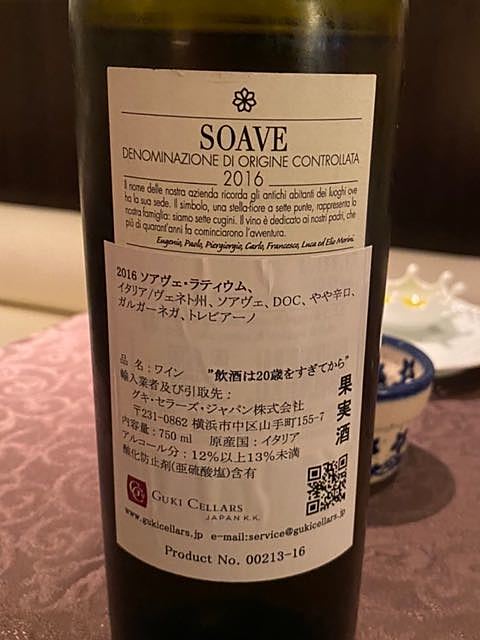 SOAVE
DENOMINAZIONE DI ORIGINE CONTROLLATA
2016
Il nome della nostra azienda ricorda gli antichi abitanti dei luoghi ove
ha la sua sede. Il simbolo, una stella-fiore a sette punte, rappresenta la
nostra famiglia: siamo sette cugini. Il vino è dedicato ai nostri padri, che
più di quarant'anni fa cominciarono l'avventura.
Eugenio, Paolo, Piergiorgio, Carlo, Francesco, Luca ed Elia Morini
2016 ソアヴェ・ラティウム、
イタリア/ヴェネト州、ソアヴェ、DOC、やや辛口、
ガルガーネガ、トレビアーノ
品名:ワイン "飲酒は20歳をすぎてから"
輸入業者及び引取先:
グキ・セラーズ・ジャパン株式会社
〒231-0862 横浜市中区山手町155-7
内容量:750 ml 原産国:イタリア
アルコール分:12%以上13%未満
酸化防止剤(亜硫酸塩)含有
果実酒
GUKI CELLARS
JAPAN K.K.
www.gukicellars.jp e-mail:service@gukicellars.jp
Product No. 00213-16